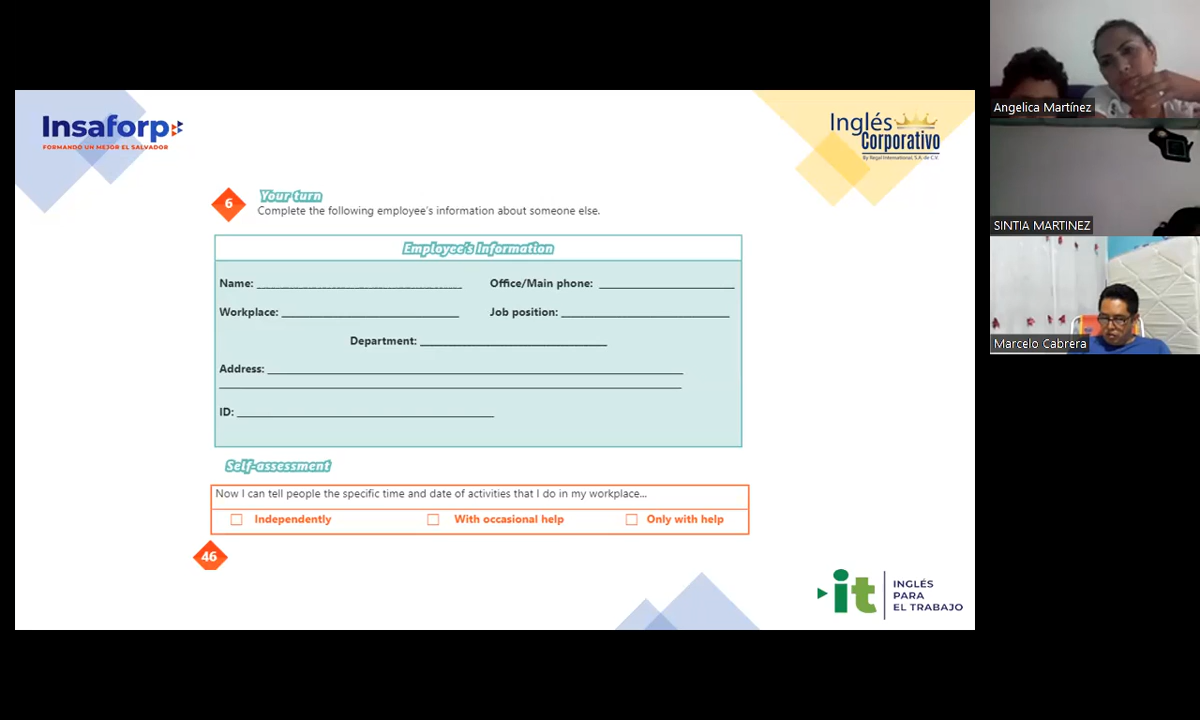 Insaforp
FORMANDO UN MEJOR EL SALVADOR
Inglés
Corporativo
By Regal International, S.A. de C.V.
6
Your turn
Complete the following employee's information about someone else.
Employee's Information
Name: Office/Main phone:
Workplace: Job position:
Department:
Address:
ID:
Self-assessment
Now I can tell people the specific time and date of activities that I do in my workplace...
Independently With occasional help Only with help
46
it
INGLÉS
PARA
EL TRABAJO
Angelica Martínez
SINTIA MARTINEZ
Marcelo Cabrera